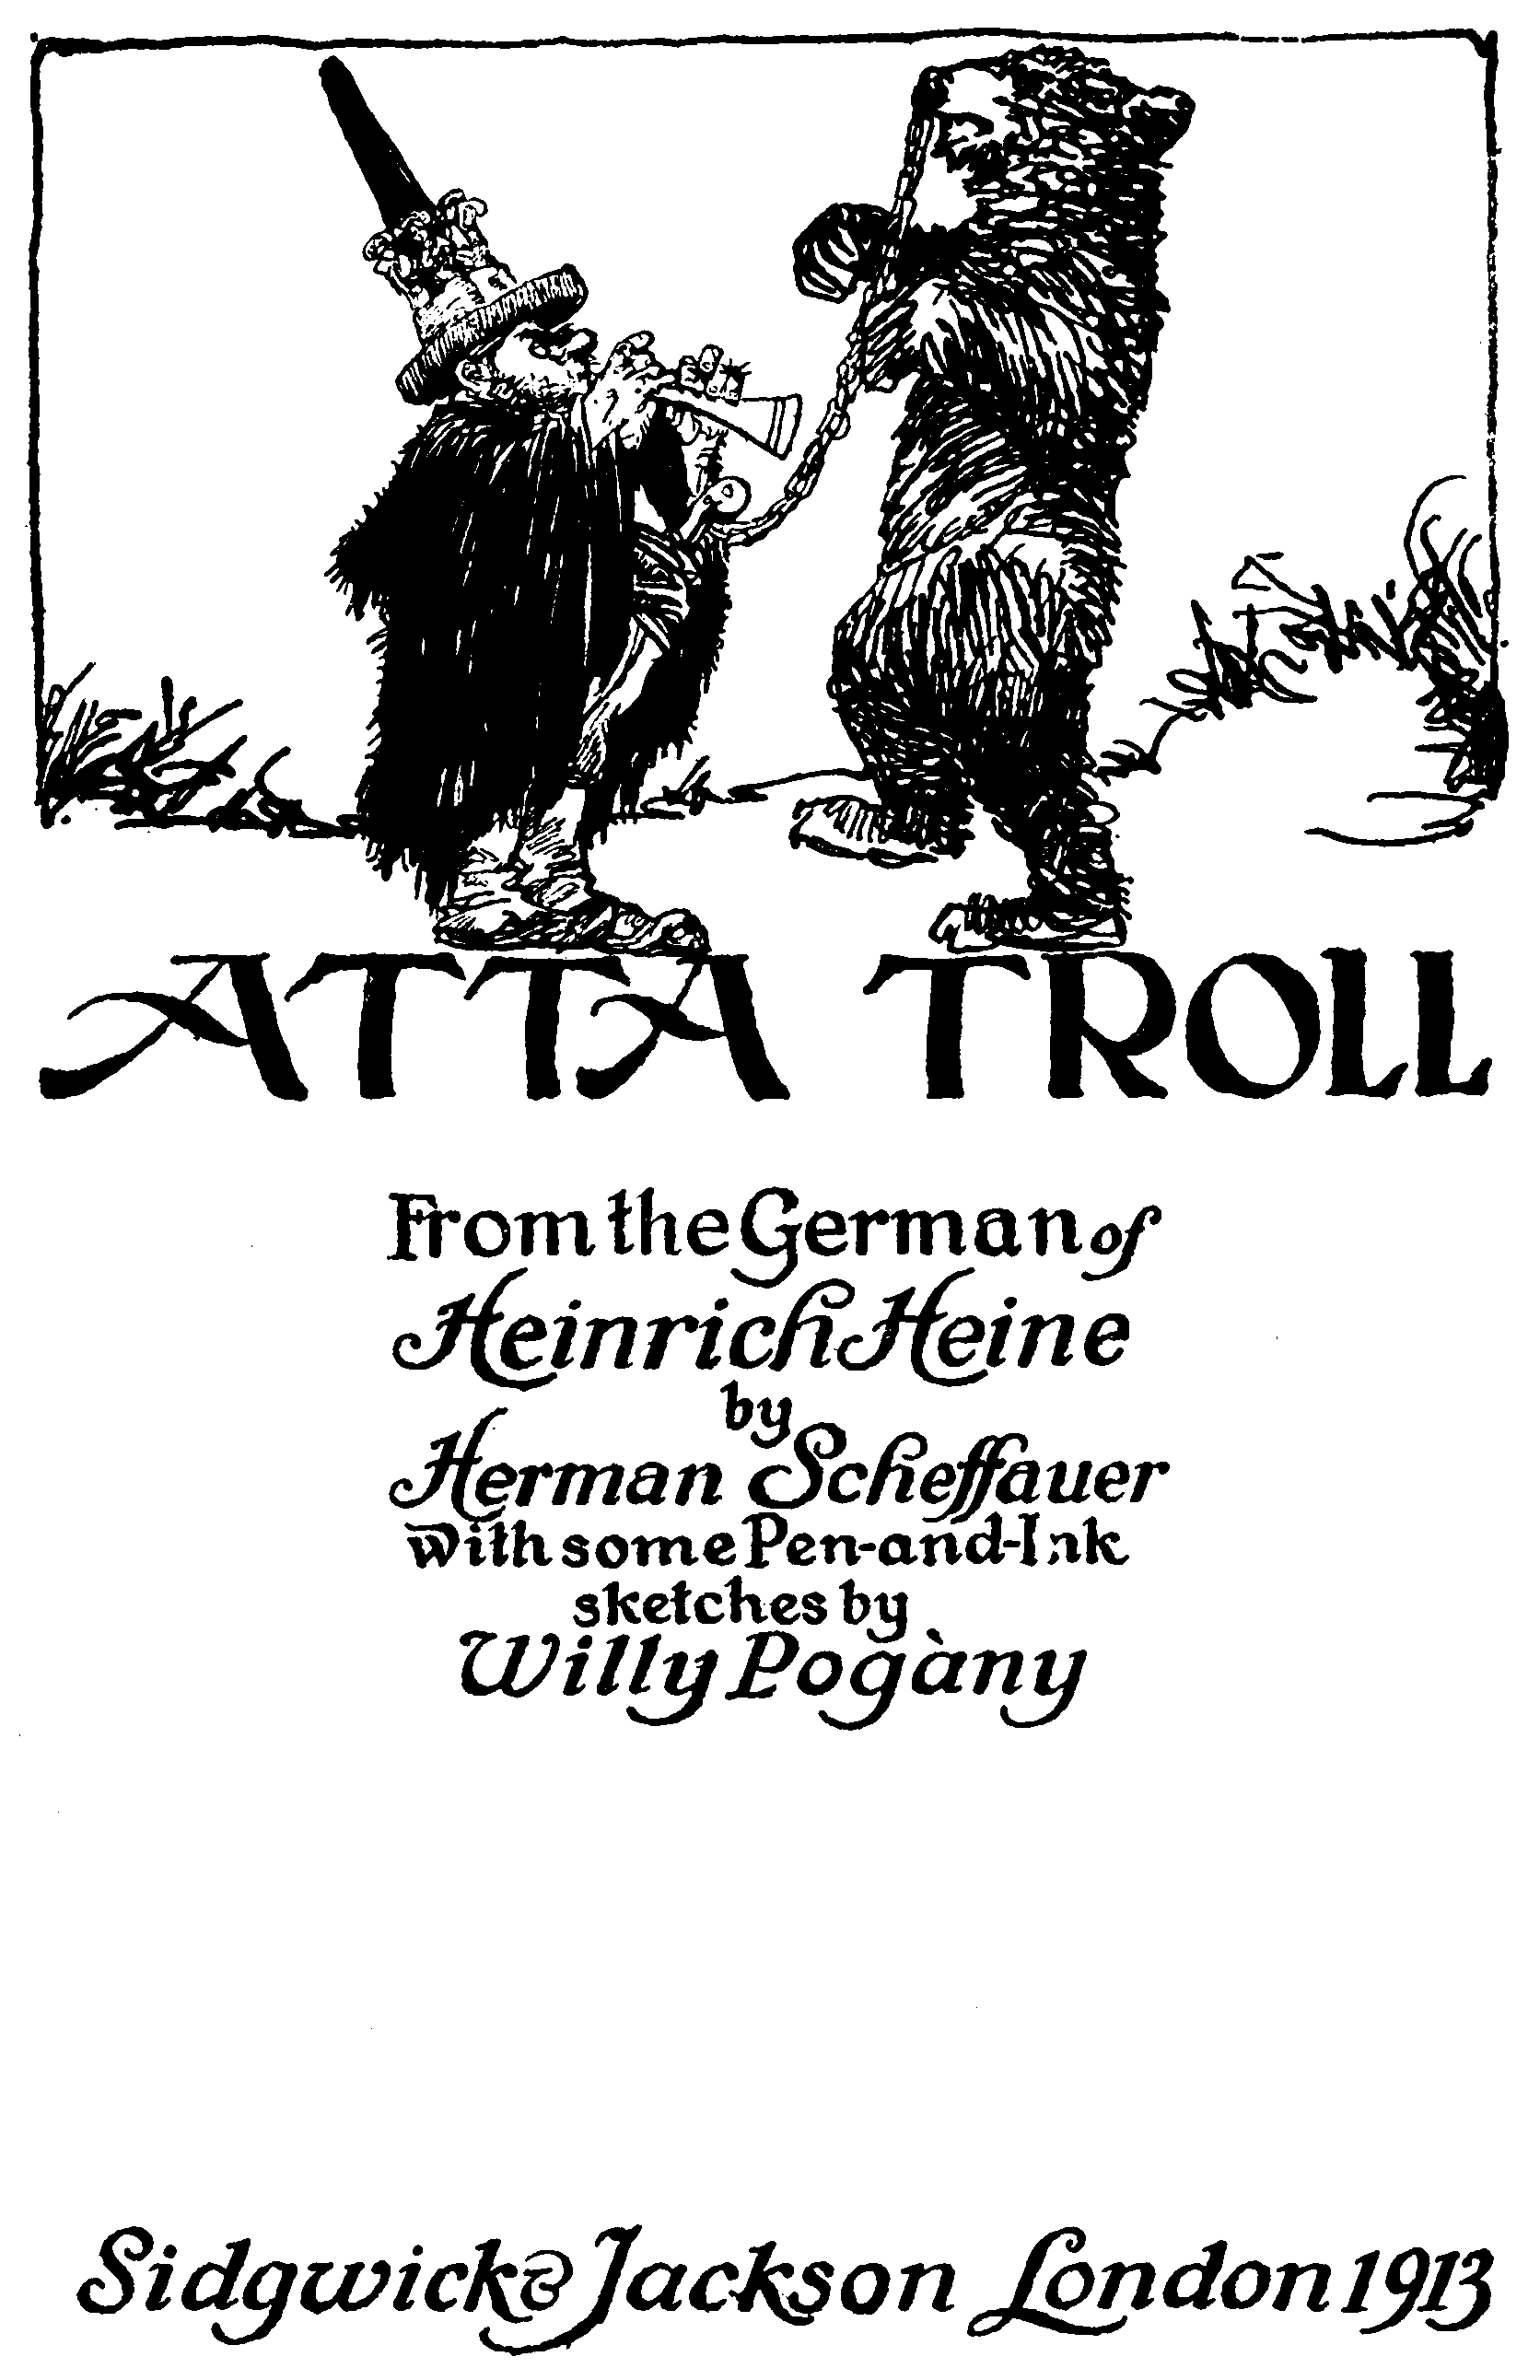 ATTA TROLL
From the German of
Heinrich Heine
by
Herman Scheffauer
with some Pen-and-Ink
sketches by
Willy Pogàny
Sidgwick & Jackson London 1913